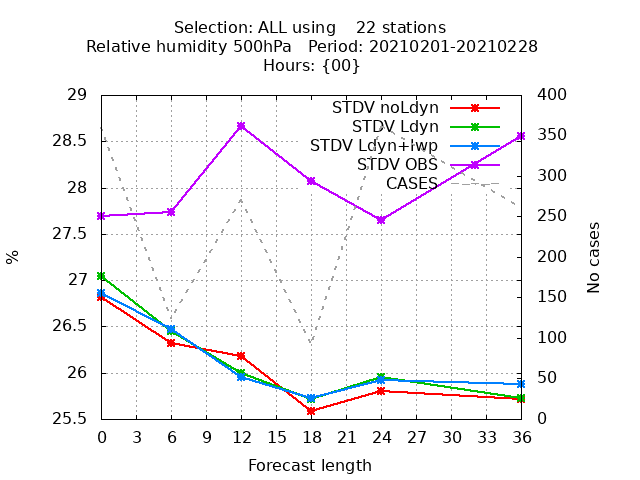 Selection: ALL using    22 stations
Relative humidity 500hPa   Period: 20210201-20210228
Hours: {00}
29
28.5
28
27.5
27
26.5
26
25.5
%
400
350
300
250
200
150
100
50
0
No cases
STDV noLdyn
STDV Ldyn
STDV Ldyn+lwp
STDV OBS
CASES
0 3 6 9 12 15 18 21 24 27 30 33 36
Forecast length